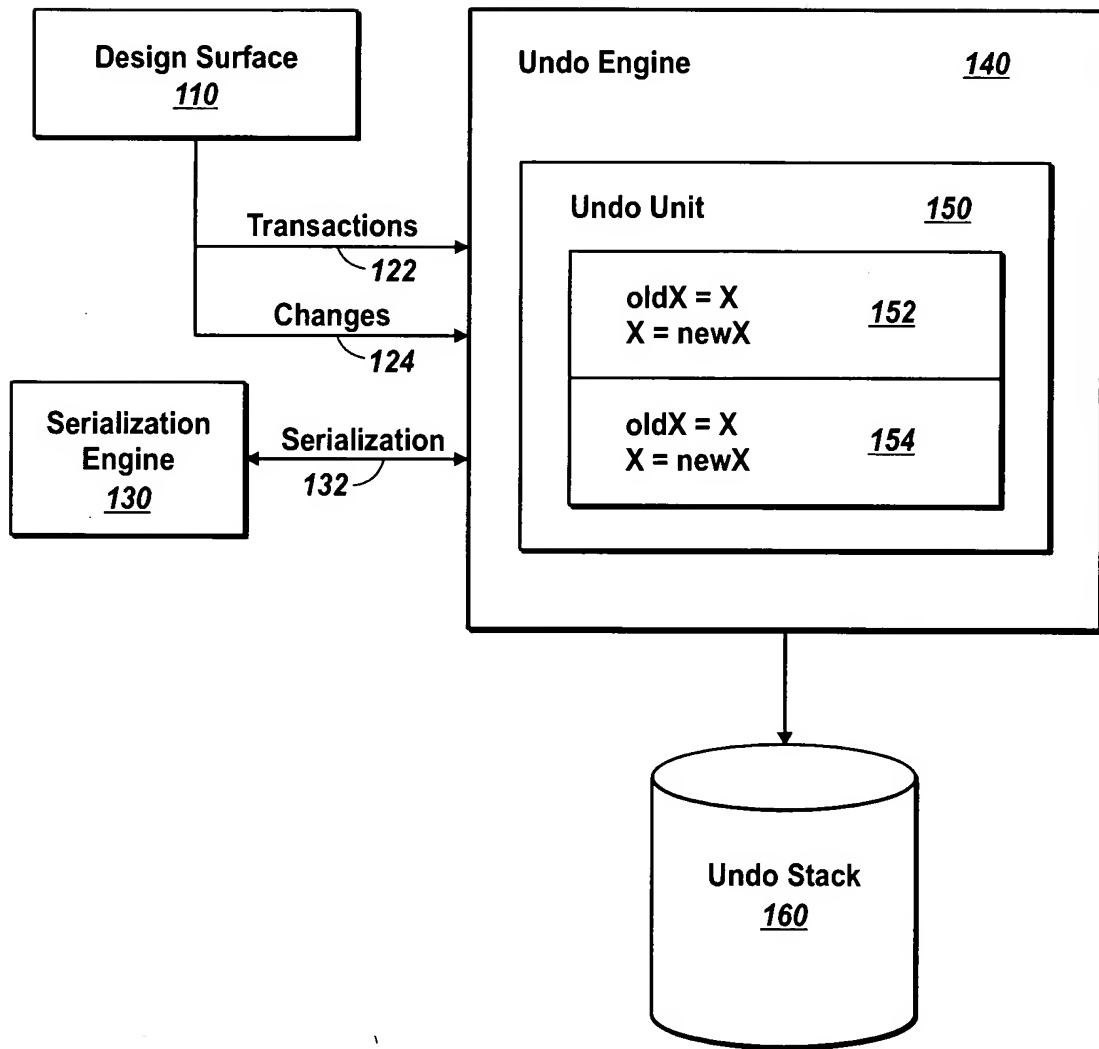 Design Surface
110
Undo Engine 140
Undo Unit 150
Transactions
122
oldX = X
X = newX
152
Changes
124
Serialization
Engine
130
Serialization
132
oldX = X
X = newX
154
Undo Stack
160